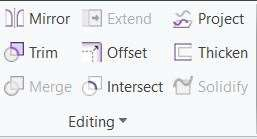 Mirror Extend Project
Trim Offset Thicken
Merge Intersect Solidify
Editing